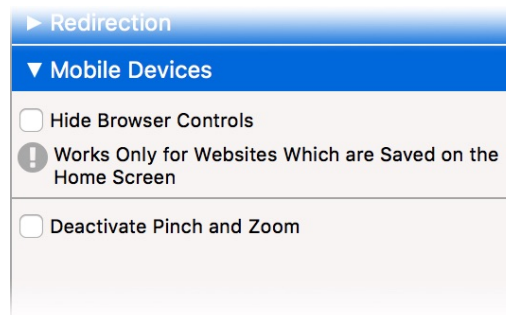 Redirection
Mobile Devices
Hide Browser Controls
Works Only for Websites Which are Saved on the
Home Screen
Deactivate Pinch and Zoom